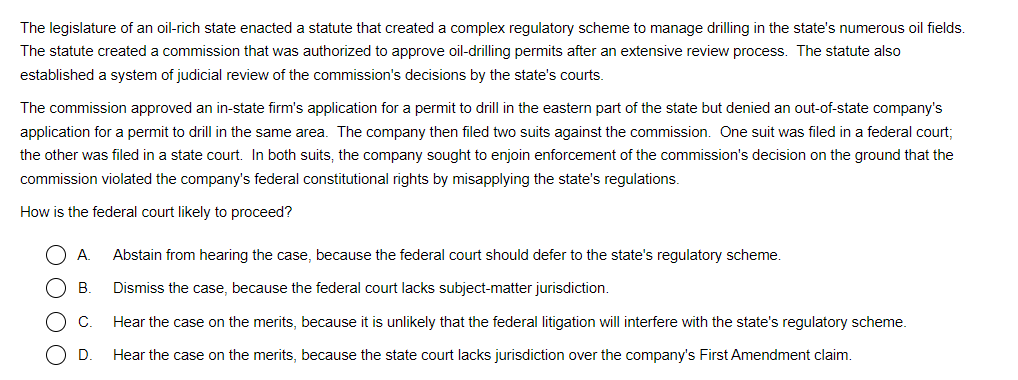 The legislature of an oil-rich state enacted a statute that created a complex regulatory scheme to manage drilling in the state's numerous oil fields.
The statute created a commission that was authorized to approve oil-drilling permits after an extensive review process.  The statute also
established a system of judicial review of the commission's decisions by the state's courts.
The commission approved an in-state firm's application for a permit to drill in the eastern part of the state but denied an out-of-state company's
application for a permit to drill in the same area.  The company then filed two suits against the commission.  One suit was filed in a federal court;
the other was filed in a state court.  In both suits, the company sought to enjoin enforcement of the commission's decision on the ground that the
commission violated the company's federal constitutional rights by misapplying the state's regulations.
How is the federal court likely to proceed?
A. Abstain from hearing the case, because the federal court should defer to the state's regulatory scheme.
B. Dismiss the case, because the federal court lacks subject-matter jurisdiction.
C. Hear the case on the merits, because it is unlikely that the federal litigation will interfere with the state's regulatory scheme.
D. Hear the case on the merits, because the state court lacks jurisdiction over the company's First Amendment claim.